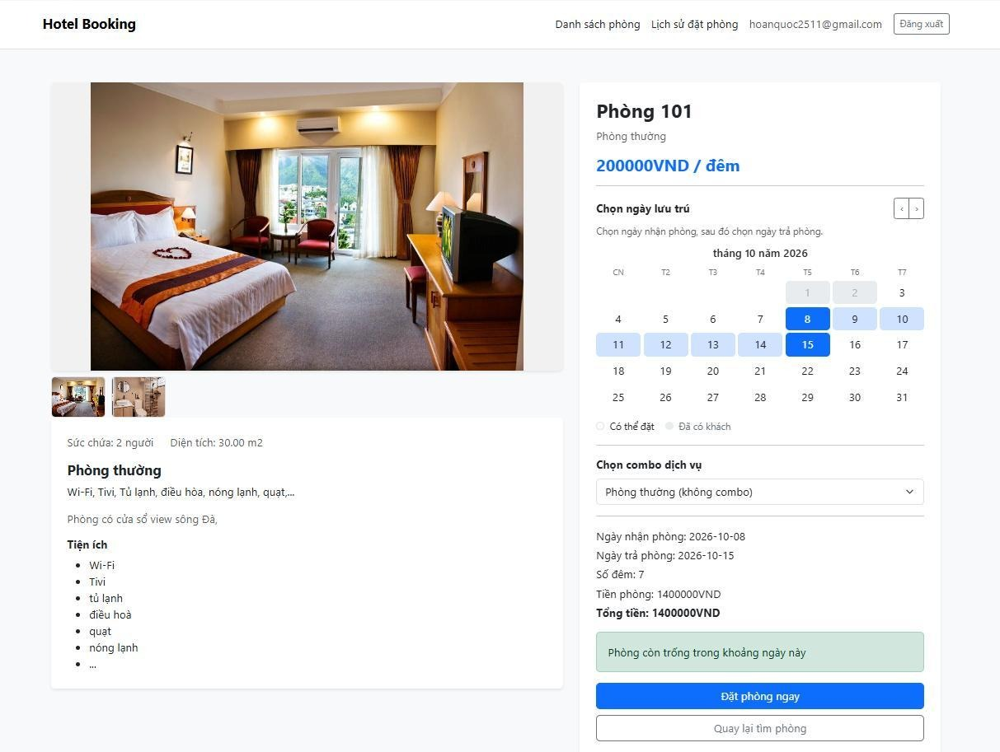 Hotel Booking
Danh sách phòng Lịch sử đặt phòng hoanquoc2511@gmail.com Đăng xuất
Phòng 101
Phòng thường
200000VND / đêm
Chọn ngày lưu trú ‹ ›
Chọn ngày nhận phòng, sau đó chọn ngày trả phòng.
tháng 10 năm 2026
CN T2 T3 T4 T5 T6 T7
1 2 3
4 5 6 7 8 9 10
11 12 13 14 15 16 17
18 19 20 21 22 23 24
25 26 27 28 29 30 31
Có thể đặt Đã có khách
Chọn combo dịch vụ
Phòng thường (không combo)
Ngày nhận phòng: 2026-10-08
Ngày trả phòng: 2026-10-15
Số đêm: 7
Tiền phòng: 1400000VND
Tổng tiền: 1400000VND
Phòng còn trống trong khoảng ngày này
Đặt phòng ngay
Quay lại tìm phòng
Sức chứa: 2 người Diện tích: 30.00 m2
Phòng thường
Wi-Fi, Tivi, Tủ lạnh, điều hòa, nóng lạnh, quạt,...
Phòng có cửa sổ view sông Đà,
Tiện ích
Wi-Fi
Tivi
tủ lạnh
điều hoà
quạt
nóng lạnh
...